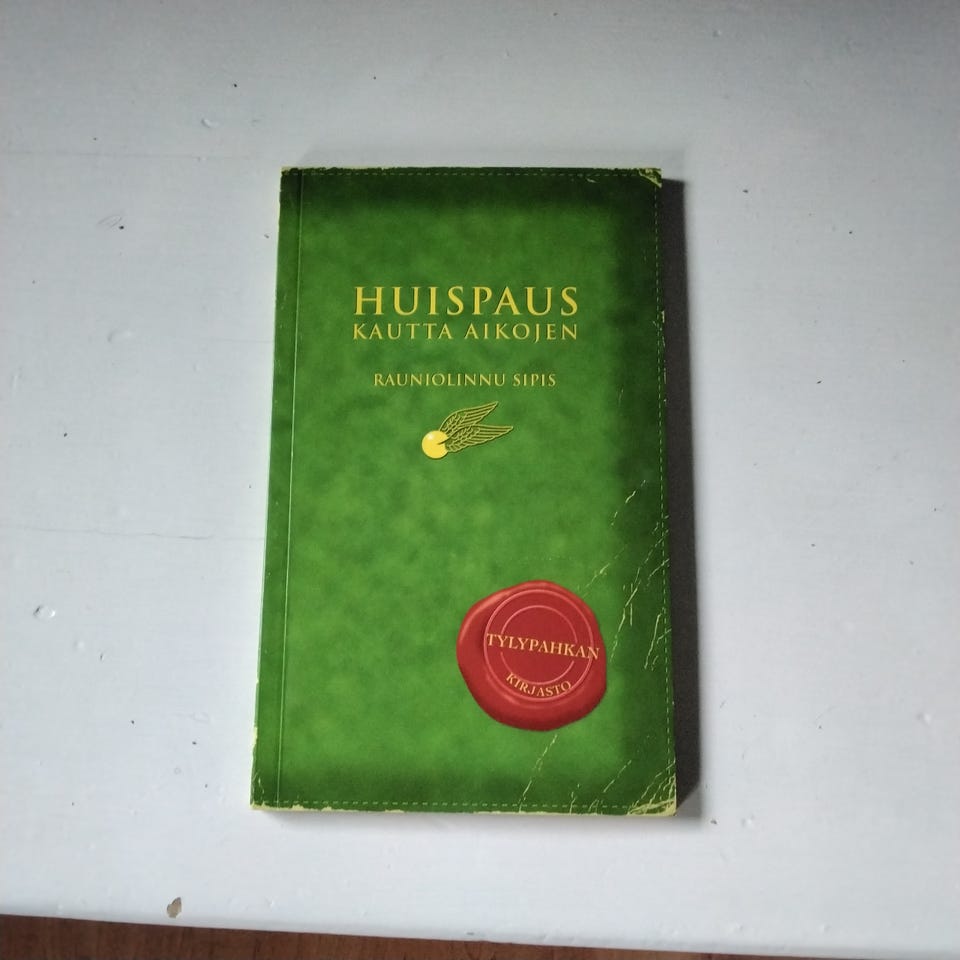 HUISPAUS
KAUTTA AIKOJEN
RAUNIOLINNU SIPIS
TYLYPAHKAN
KIRJASTO